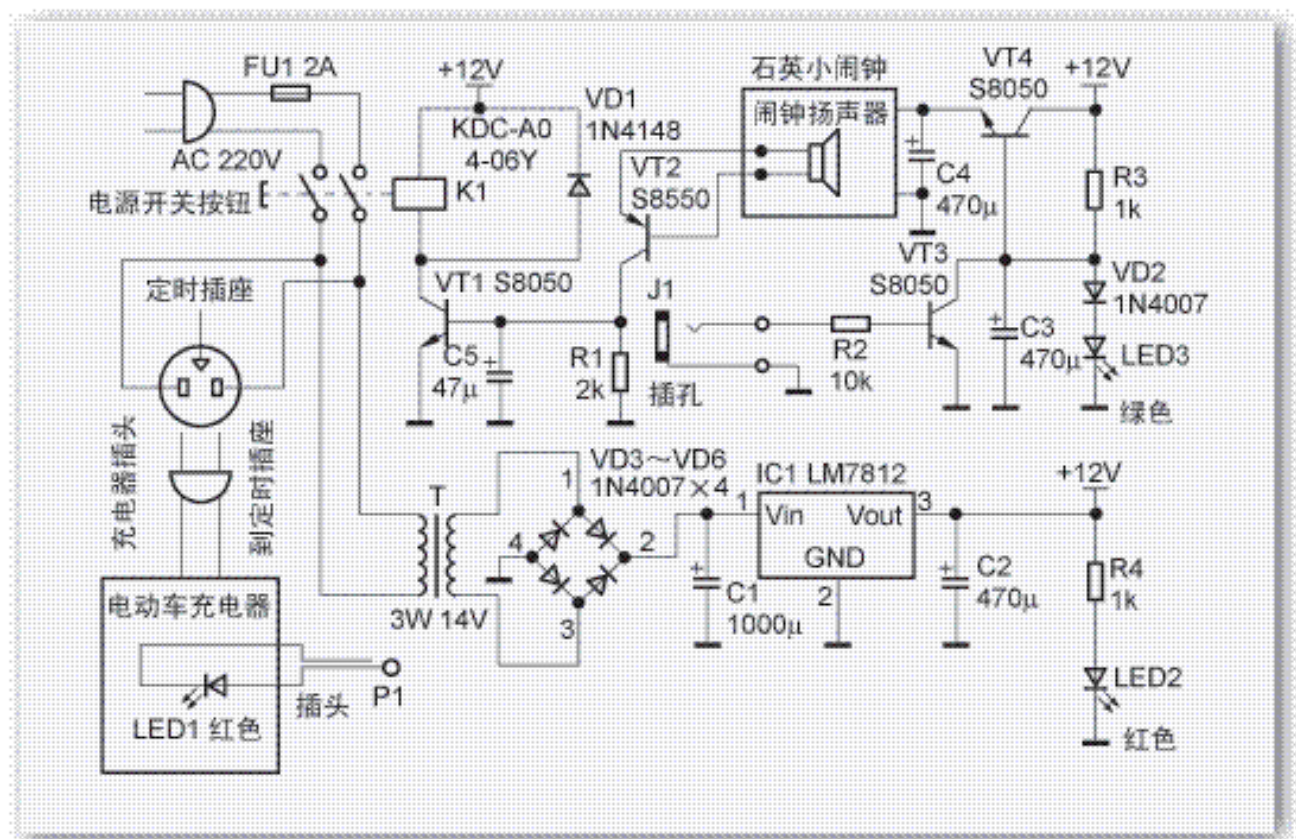 FU1 2A
AC 220V
电源开关按钮
+12V
KDC-A0
4-06Y
K1
VD1
1N4148
VT2
S8550
石英小闹钟
闹钟扬声器
C4
470μ
VT4
S8050
+12V
R3
1k
定时插座
VT1 S8050
C5
47μ
R1
2k
J1
插孔
R2
10k
VT3
S8050
C3
470μ
VD2
1N4007
LED3
绿色
充电器插头
到定时插座
T
3W 14V
VD3～VD6
1N4007×4
1
2
3
4
C1
1000μ
IC1 LM7812
1
Vin
Vout
3
GND
2
C2
470μ
+12V
R4
1k
LED2
红色
电动车充电器
LED1 红色
插头
P1